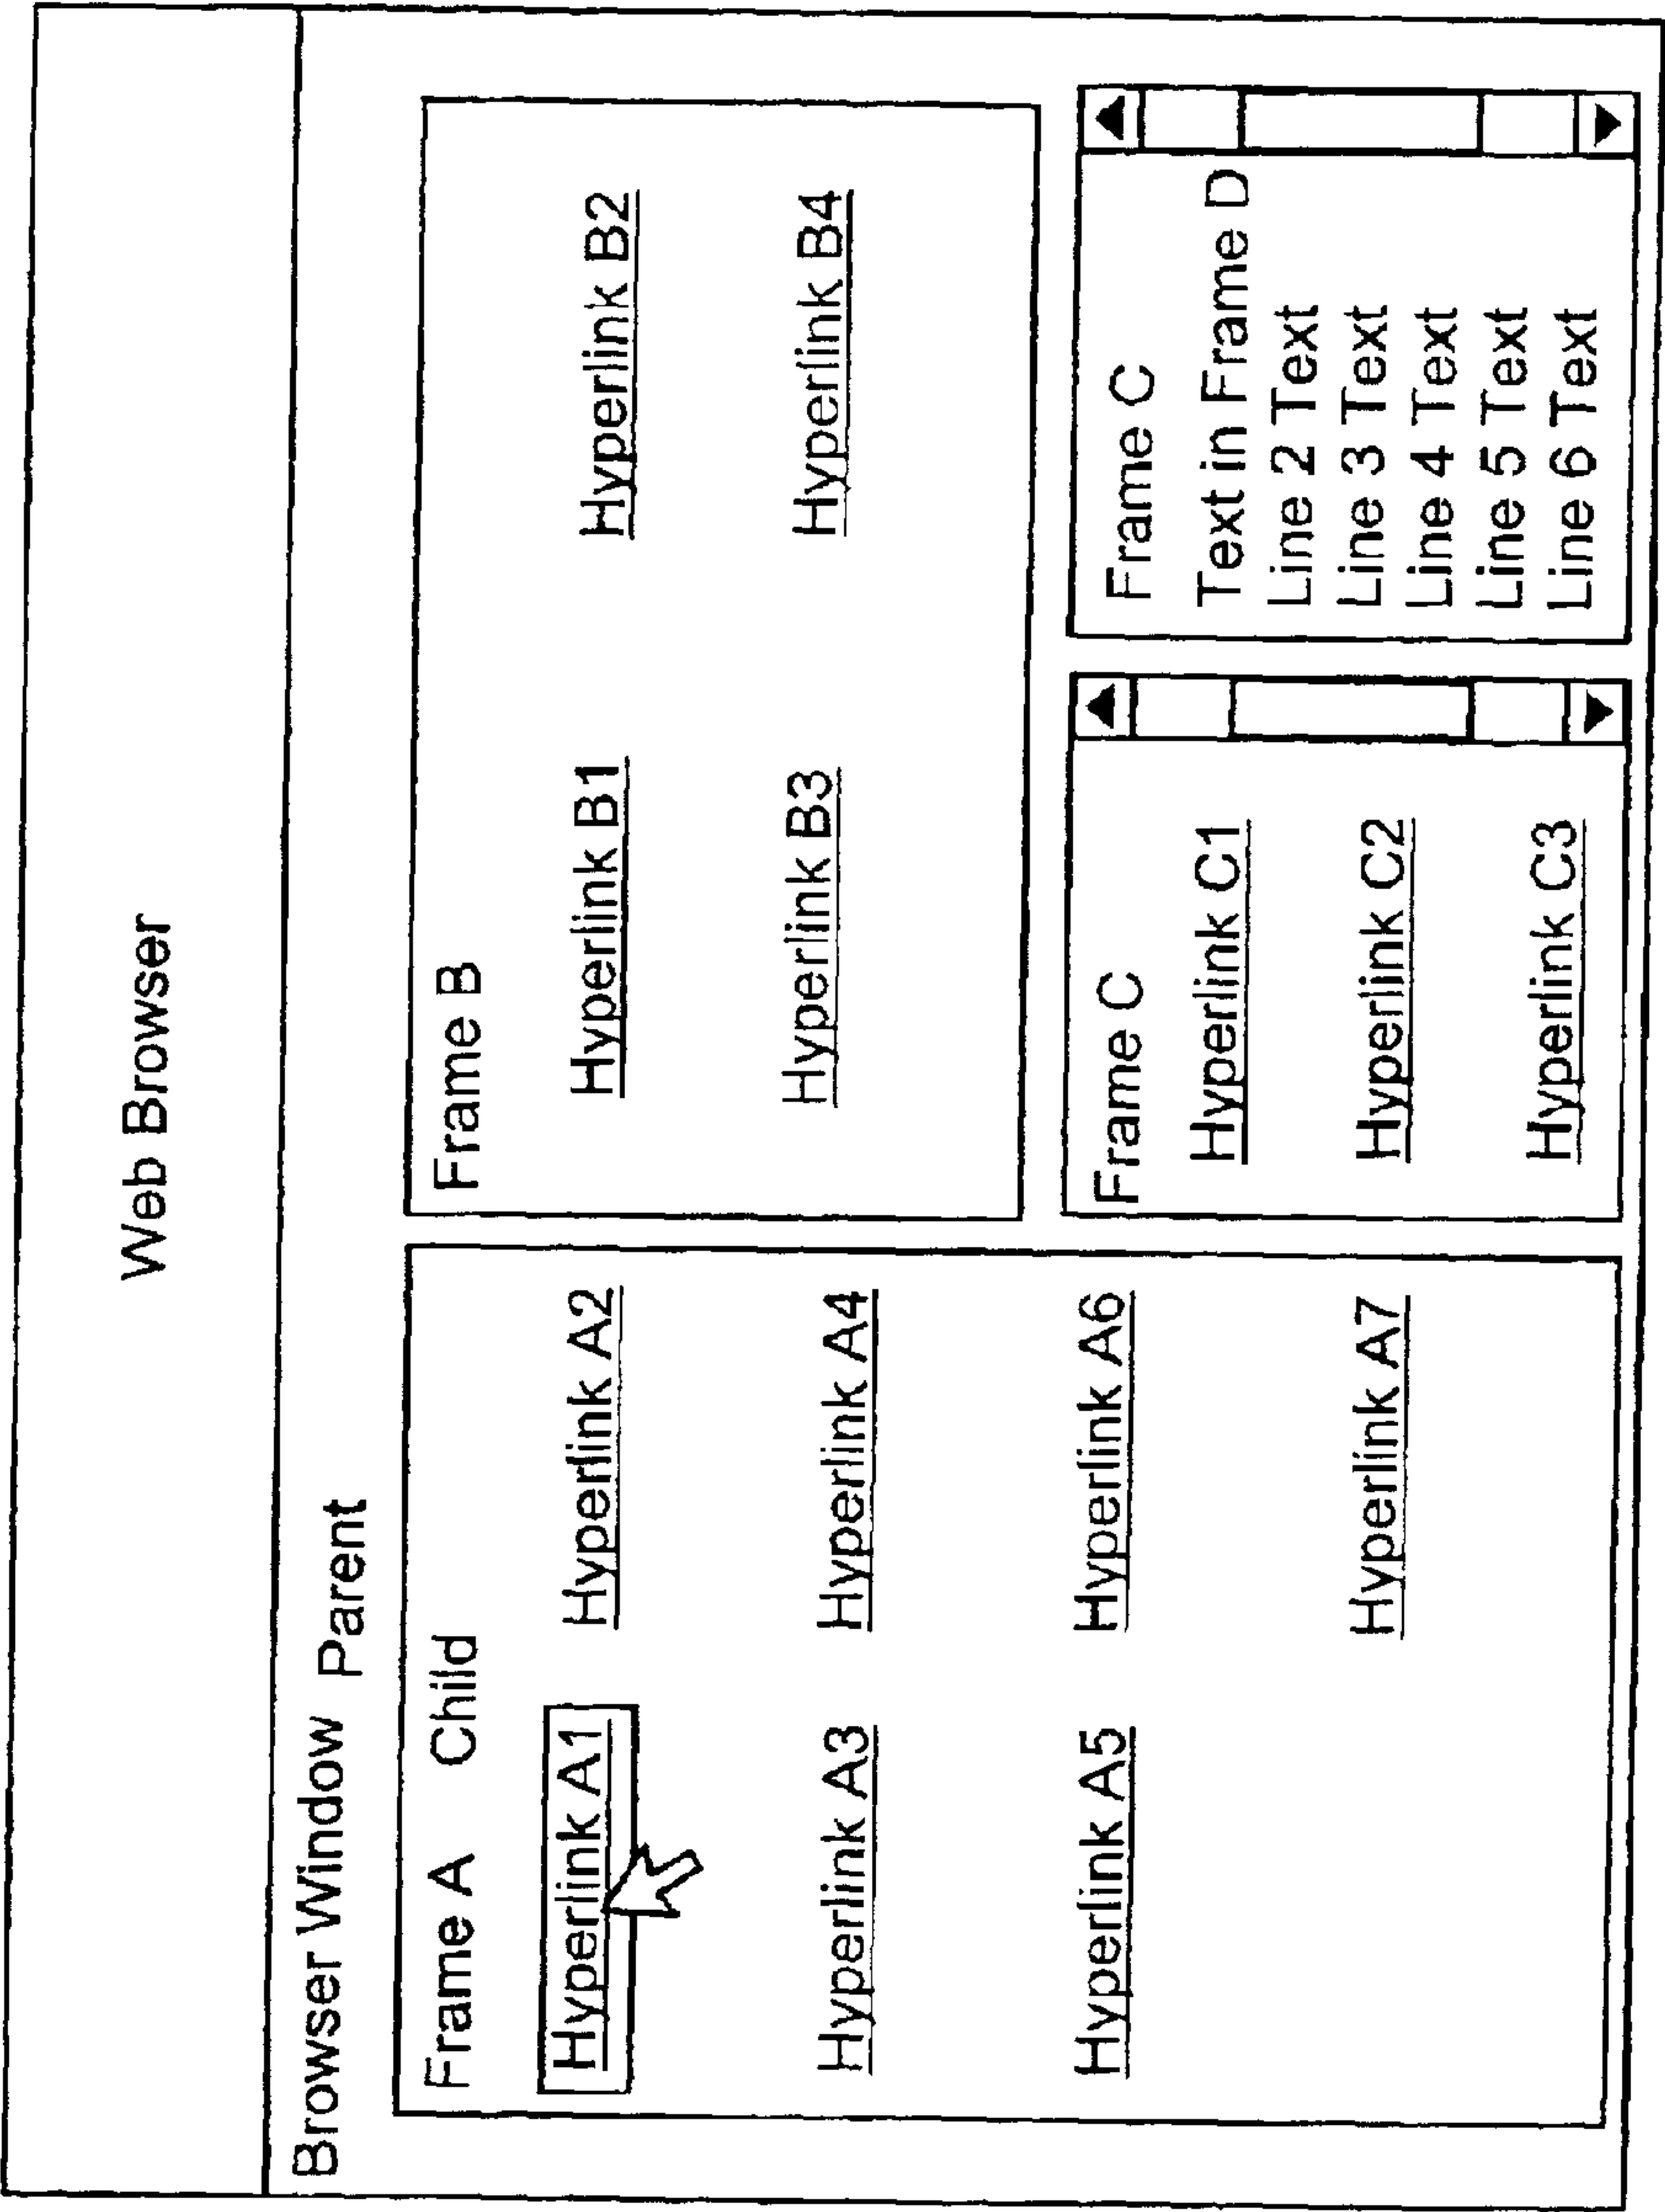 Web Browser
Browser Window Parent
Frame A Child
Hyperlink A1
Hyperlink A2
Hyperlink A3
Hyperlink A4
Hyperlink A5
Hyperlink A6
Hyperlink A7
Frame B
Hyperlink B1
Hyperlink B2
Hyperlink B3
Hyperlink B4
Frame C
Hyperlink C1
Hyperlink C2
Hyperlink C3
Frame C
Text in Frame D
Line 2 Text
Line 3 Text
Line 4 Text
Line 5 Text
Line 6 Text